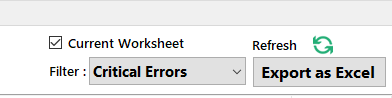 Current Worksheet Refresh
Filter : Critical Errors Export as Excel